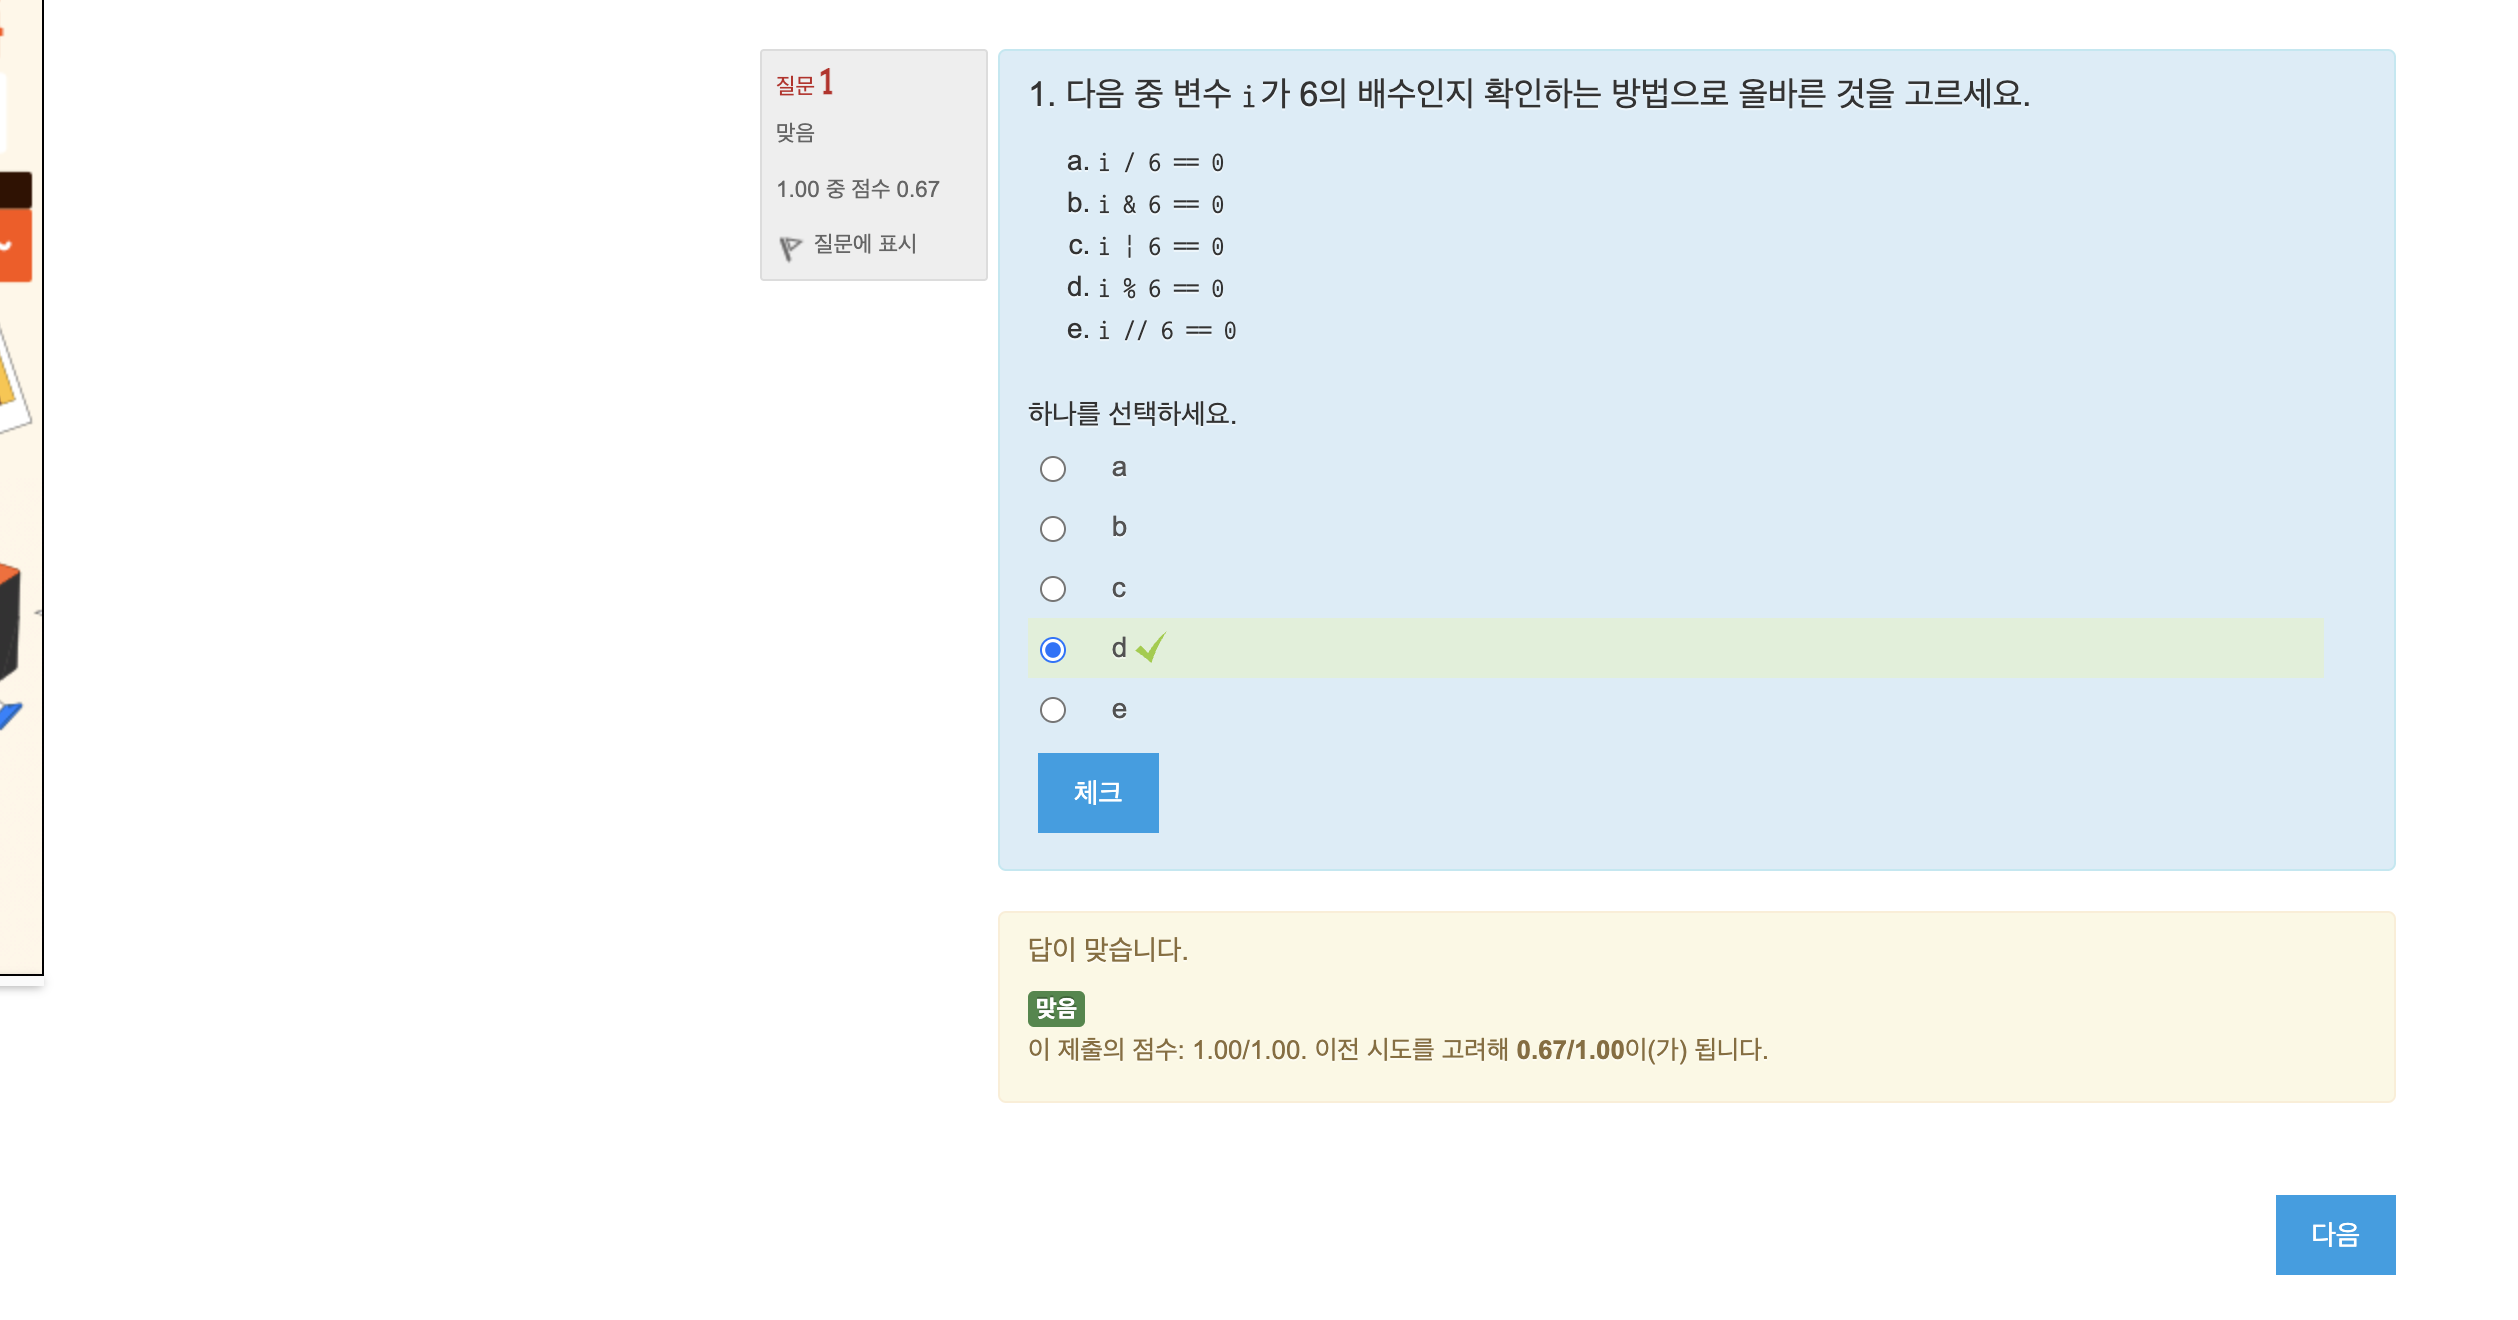 질문 1
맞음
1.00 중 점수 0.67
질문에 표시
1. 다음 중 변수 i가 6의 배수인지 확인하는 방법으로 올바른 것을 고르세요.
a. i / 6 == 0
b. i & 6 == 0
c. i ¦ 6 == 0
d. i % 6 == 0
e. i // 6 == 0
하나를 선택하세요.
a
b
c
d
e
체크
답이 맞습니다.
맞음
이 제출의 점수: 1.00/1.00. 이전 시도를 고려해 0.67/1.00이(가) 됩니다.
다음